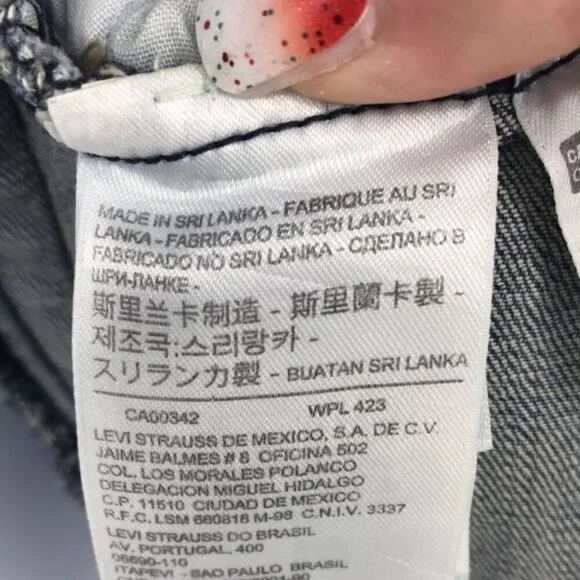 MADE IN SRI LANKA - FABRIQUE AU SRI
LANKA - FABRICADO EN SRI LANKA -
FABRICADO NO SRI LANKA - СДЕЛАНО В
ШРИ-ЛАНКЕ -
斯里兰卡制造 - 斯里蘭卡製 -
제조국:스리랑카 -
スリランカ製 - BUATAN SRI LANKA
CA00342 WPL 423
LEVI STRAUSS DE MEXICO, S.A. DE C.V.
JAIME BALMES # 8 OFICINA 502
COL. LOS MORALES POLANCO
DELEGACION MIGUEL HIDALGO
C.P. 11510 CIUDAD DE MEXICO
R.F.C. LSM 660818 M-98 C.N.I.V. 3337
LEVI STRAUSS DO BRASIL
AV. PORTUGAL, 400
06690-110
ITAPEVI - SAO PAULO BRASIL